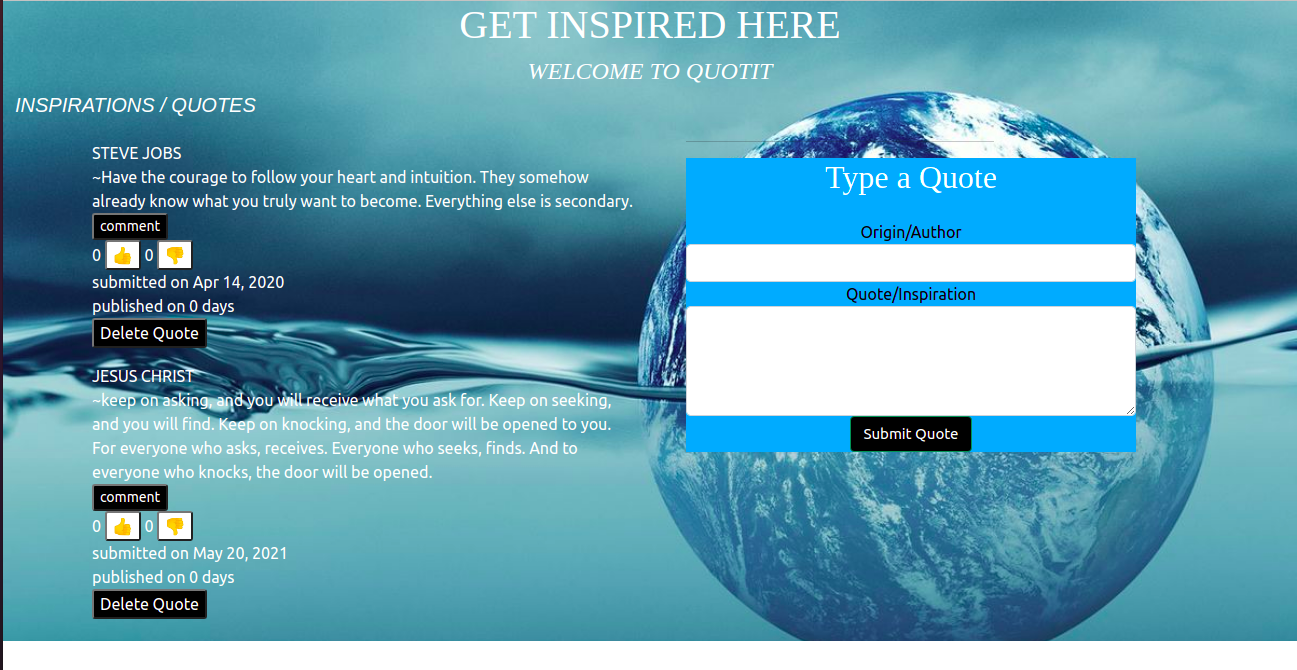 GET INSPIRED HERE
WELCOME TO QUOTIT
INSPIRATIONS / QUOTES
STEVE JOBS
~Have the courage to follow your heart and intuition. They somehow
already know what you truly want to become. Everything else is secondary.
comment
0 👍 0 👎
submitted on Apr 14, 2020
published on 0 days
Delete Quote
JESUS CHRIST
~keep on asking, and you will receive what you ask for. Keep on seeking,
and you will find. Keep on knocking, and the door will be opened to you.
For everyone who asks, receives. Everyone who seeks, finds. And to
everyone who knocks, the door will be opened.
comment
0 👍 0 👎
submitted on May 20, 2021
published on 0 days
Delete Quote
Type a Quote
Origin/Author
Quote/Inspiration
Submit Quote